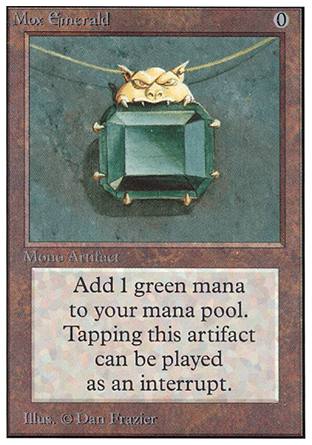 Mox Emerald 0
Mono Artifact
Add 1 green mana
to your mana pool.
Tapping this artifact
can be played
as an interrupt.
Illus. © Dan Frazier